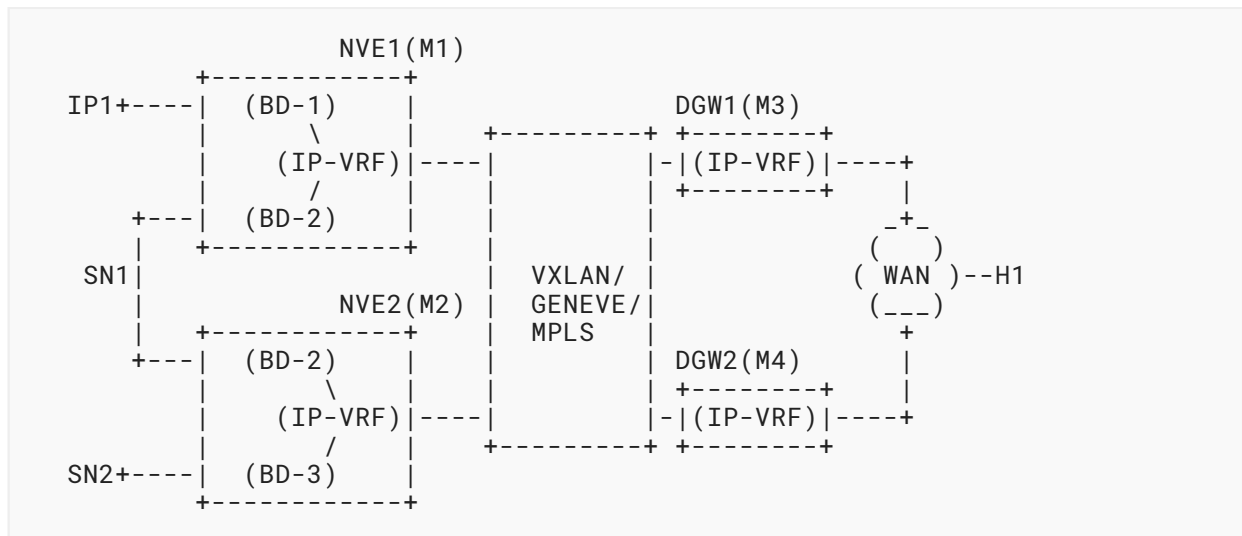 NVE1(M1)
            +------------+
IP1+----|  (BD-1)    |                DGW1(M3)
            |      \     |    +---------+ +--------+
            |    (IP-VRF)|----|         |-|(IP-VRF)|----+
            |      /     |    |         | +--------+    |
      +---|  (BD-2)    |    |         |              _+_
      |     +------------+    |         |             (   )
 SN1|                     |  VXLAN/ |            ( WAN )--H1
      |           NVE2(M2)    |  GENEVE/|             (___)
      |     +------------+    |  MPLS   |               +
      +---|  (BD-2)    |    |         | DGW2(M4)      |
            |       \    |    |         | +--------+    |
            |    (IP-VRF)|----|         |-|(IP-VRF)|----+
            |       /    |    +---------+ +--------+
SN2+----|  (BD-3)    |
            +------------+